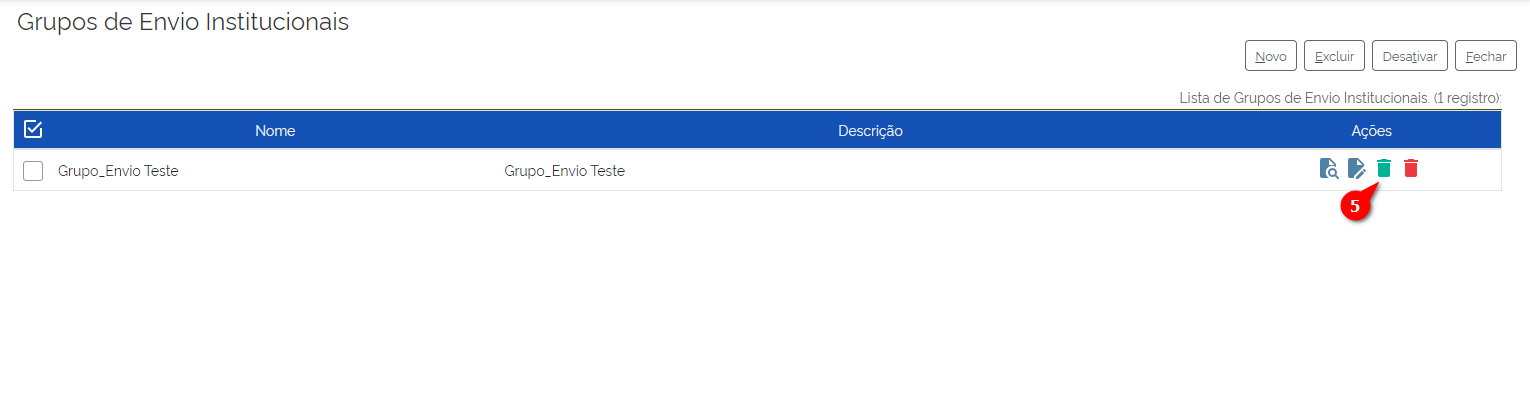 Grupos de Envio Institucionais
Novo Excluir Desativar Fechar
Lista de Grupos de Envio Institucionais. (1 registro):
Nome Descrição Ações
Grupo_Envio Teste Grupo_Envio Teste
5